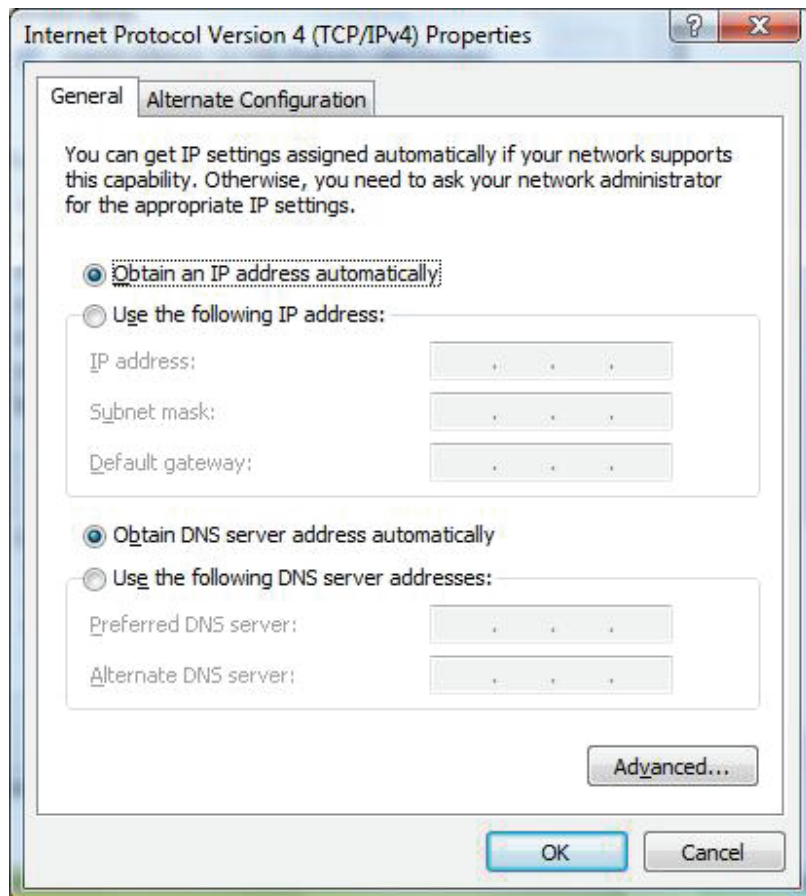 Internet Protocol Version 4 (TCP/IPv4) Properties
?
X
General
Alternate Configuration
You can get IP settings assigned automatically if your network supports
this capability. Otherwise, you need to ask your network administrator
for the appropriate IP settings.
Obtain an IP address automatically
Use the following IP address:
IP address: . . .
Subnet mask: . . .
Default gateway: . . .
Obtain DNS server address automatically
Use the following DNS server addresses:
Preferred DNS server: . . .
Alternate DNS server: . . .
Advanced...
OK
Cancel